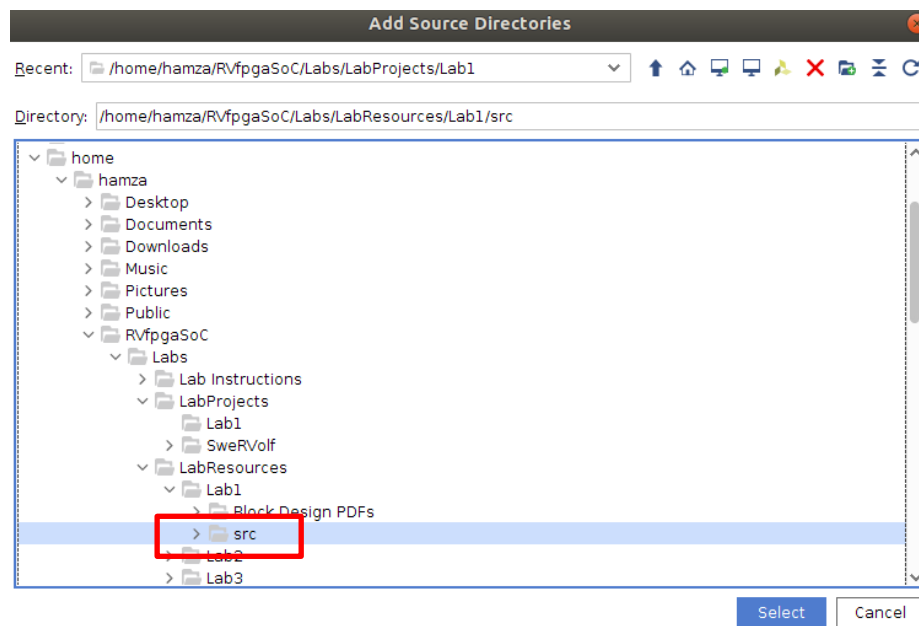 Add Source Directories
Recent: /home/hamza/RVfpgaSoC/Labs/LabProjects/Lab1
Directory: /home/hamza/RVfpgaSoC/Labs/LabResources/Lab1/src
home
hamza
Desktop
Documents
Downloads
Music
Pictures
Public
RVfpgaSoC
Labs
Lab Instructions
LabProjects
Lab1
SweRVolf
LabResources
Lab1
Block Design PDFs
src
Lab2
Lab3
Select Cancel